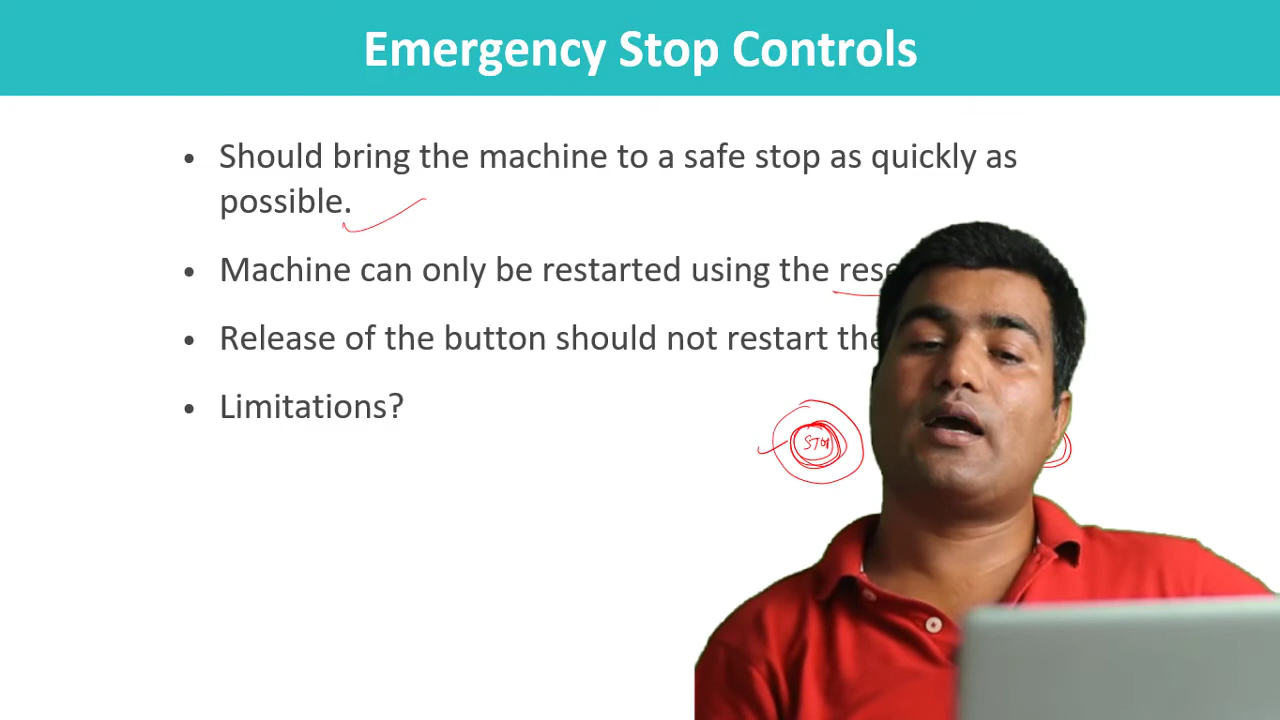 Emergency Stop Controls
• Should bring the machine to a safe stop as quickly as
possible.
• Machine can only be restarted using the
• Release of the button should not restart the
• Limitations?
STOP